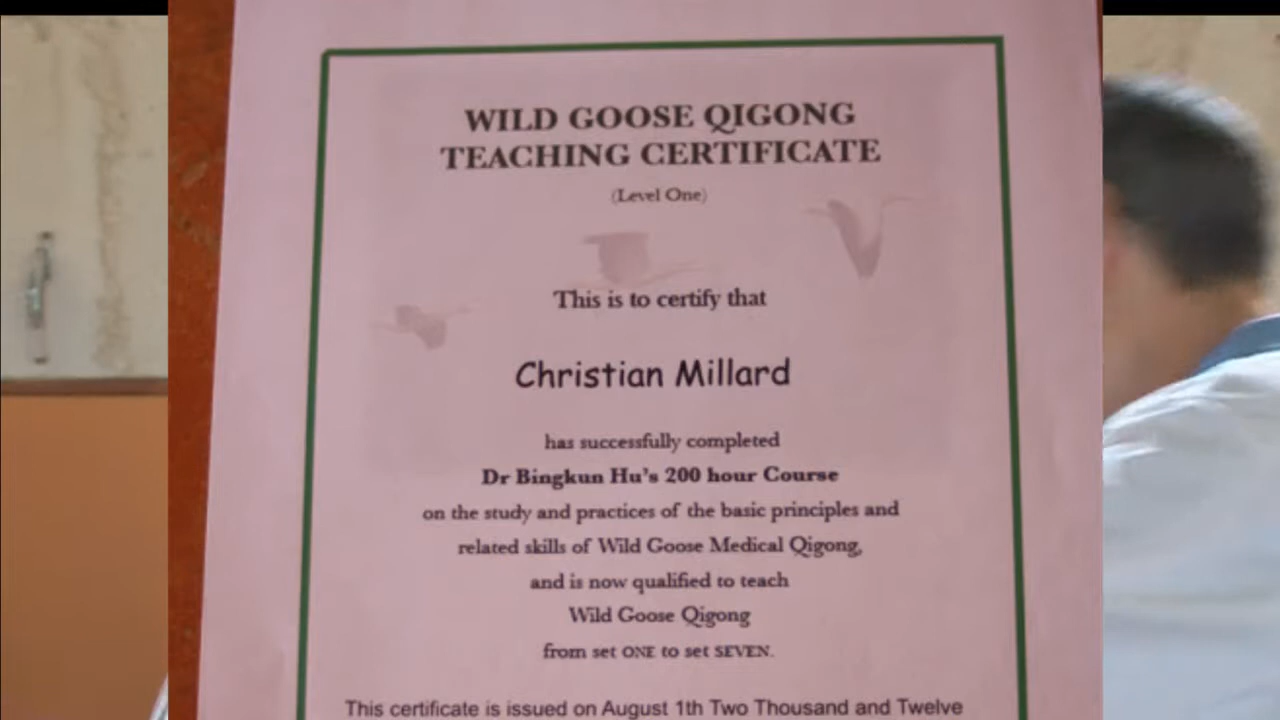 WILD GOOSE QIGONG
TEACHING CERTIFICATE
(Level One)
This is to certify that
Christian Millard
has successfully completed
Dr Bingkun Hu's 200 hour Course
on the study and practices of the basic principles and
related skills of Wild Goose Medical Qigong,
and is now qualified to teach
Wild Goose Qigong
from set ONE to set SEVEN.
This certificate is issued on August 1th Two Thousand and Twelve